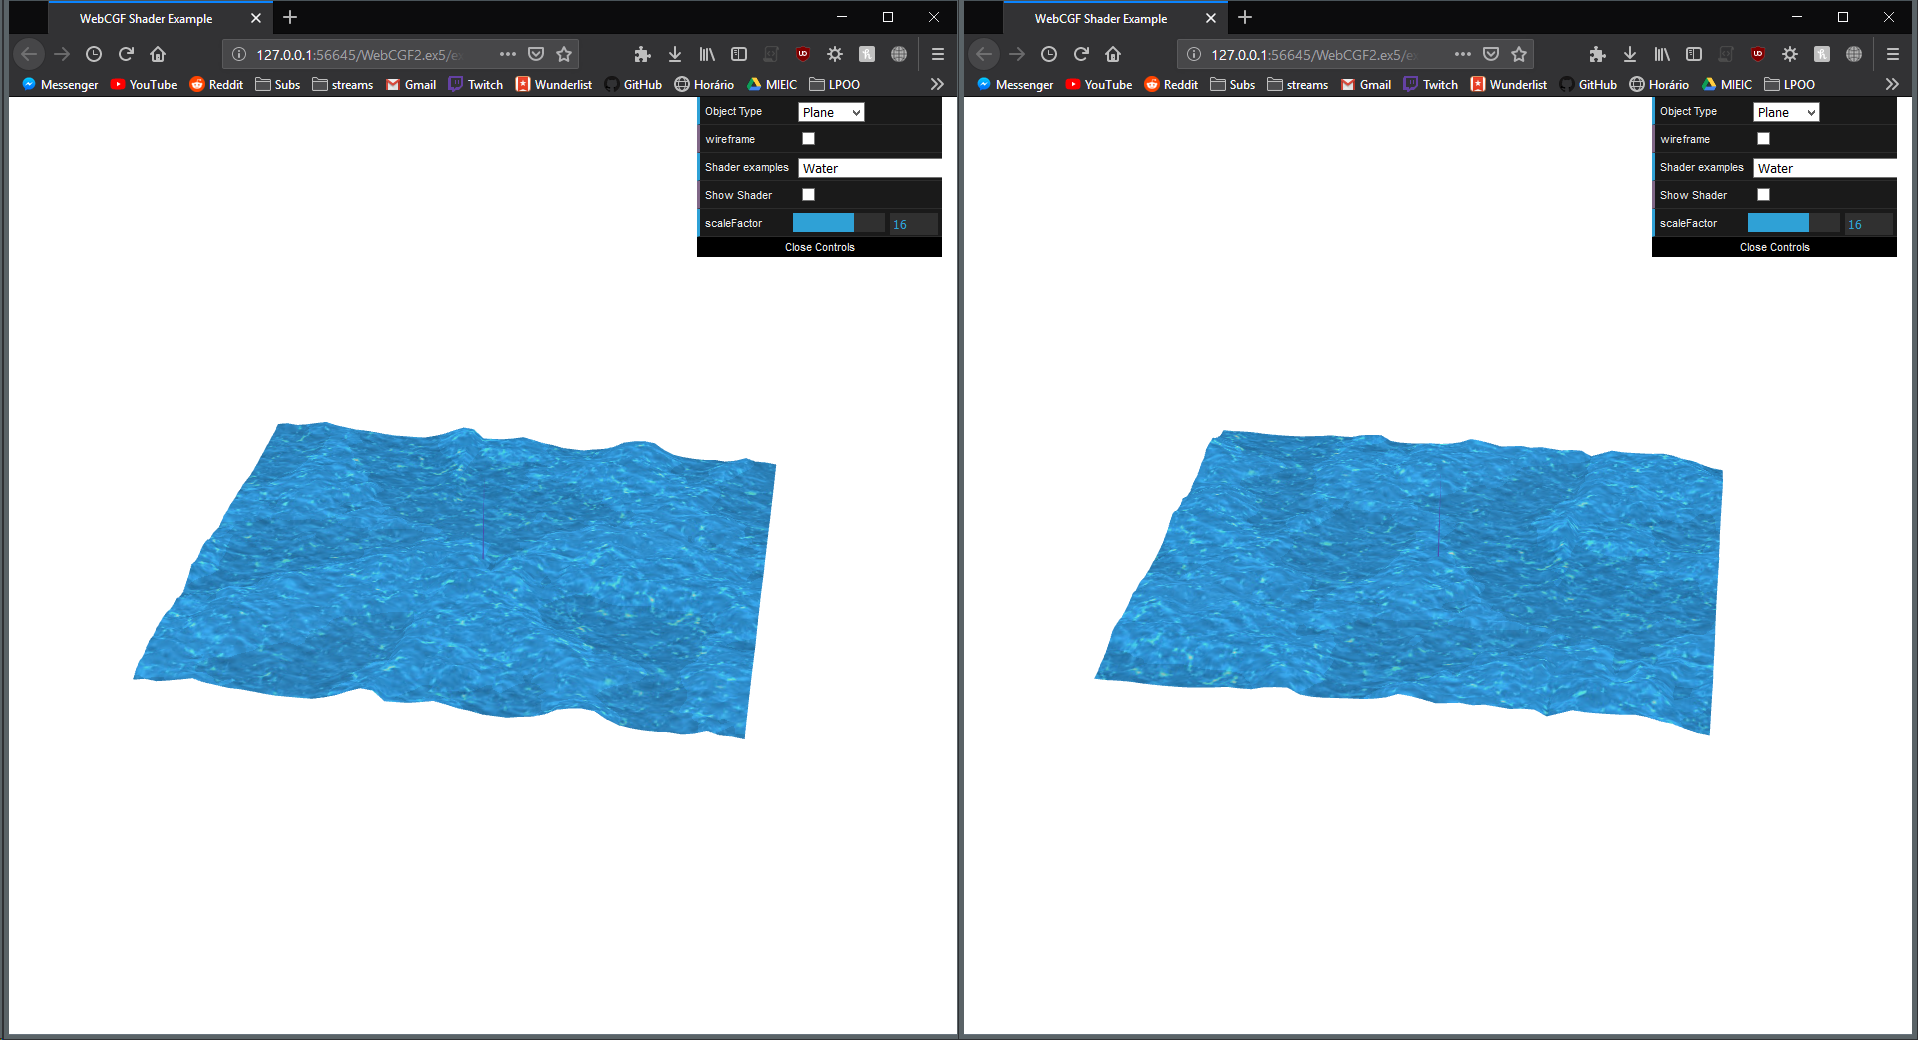 WebCGF Shader Example
127.0.0.1:56645/WebCGF2.ex5/e
Messenger YouTube Reddit Subs streams Gmail Twitch Wunderlist GitHub Horário MIEIC LPOO
Object Type Plane
wireframe
Shader examples Water
Show Shader
scaleFactor 16
Close Controls
WebCGF Shader Example
127.0.0.1:56645/WebCGF2.ex5/e
Messenger YouTube Reddit Subs streams Gmail Twitch Wunderlist GitHub Horário MIEIC LPOO
Object Type Plane
wireframe
Shader examples Water
Show Shader
scaleFactor 16
Close Controls